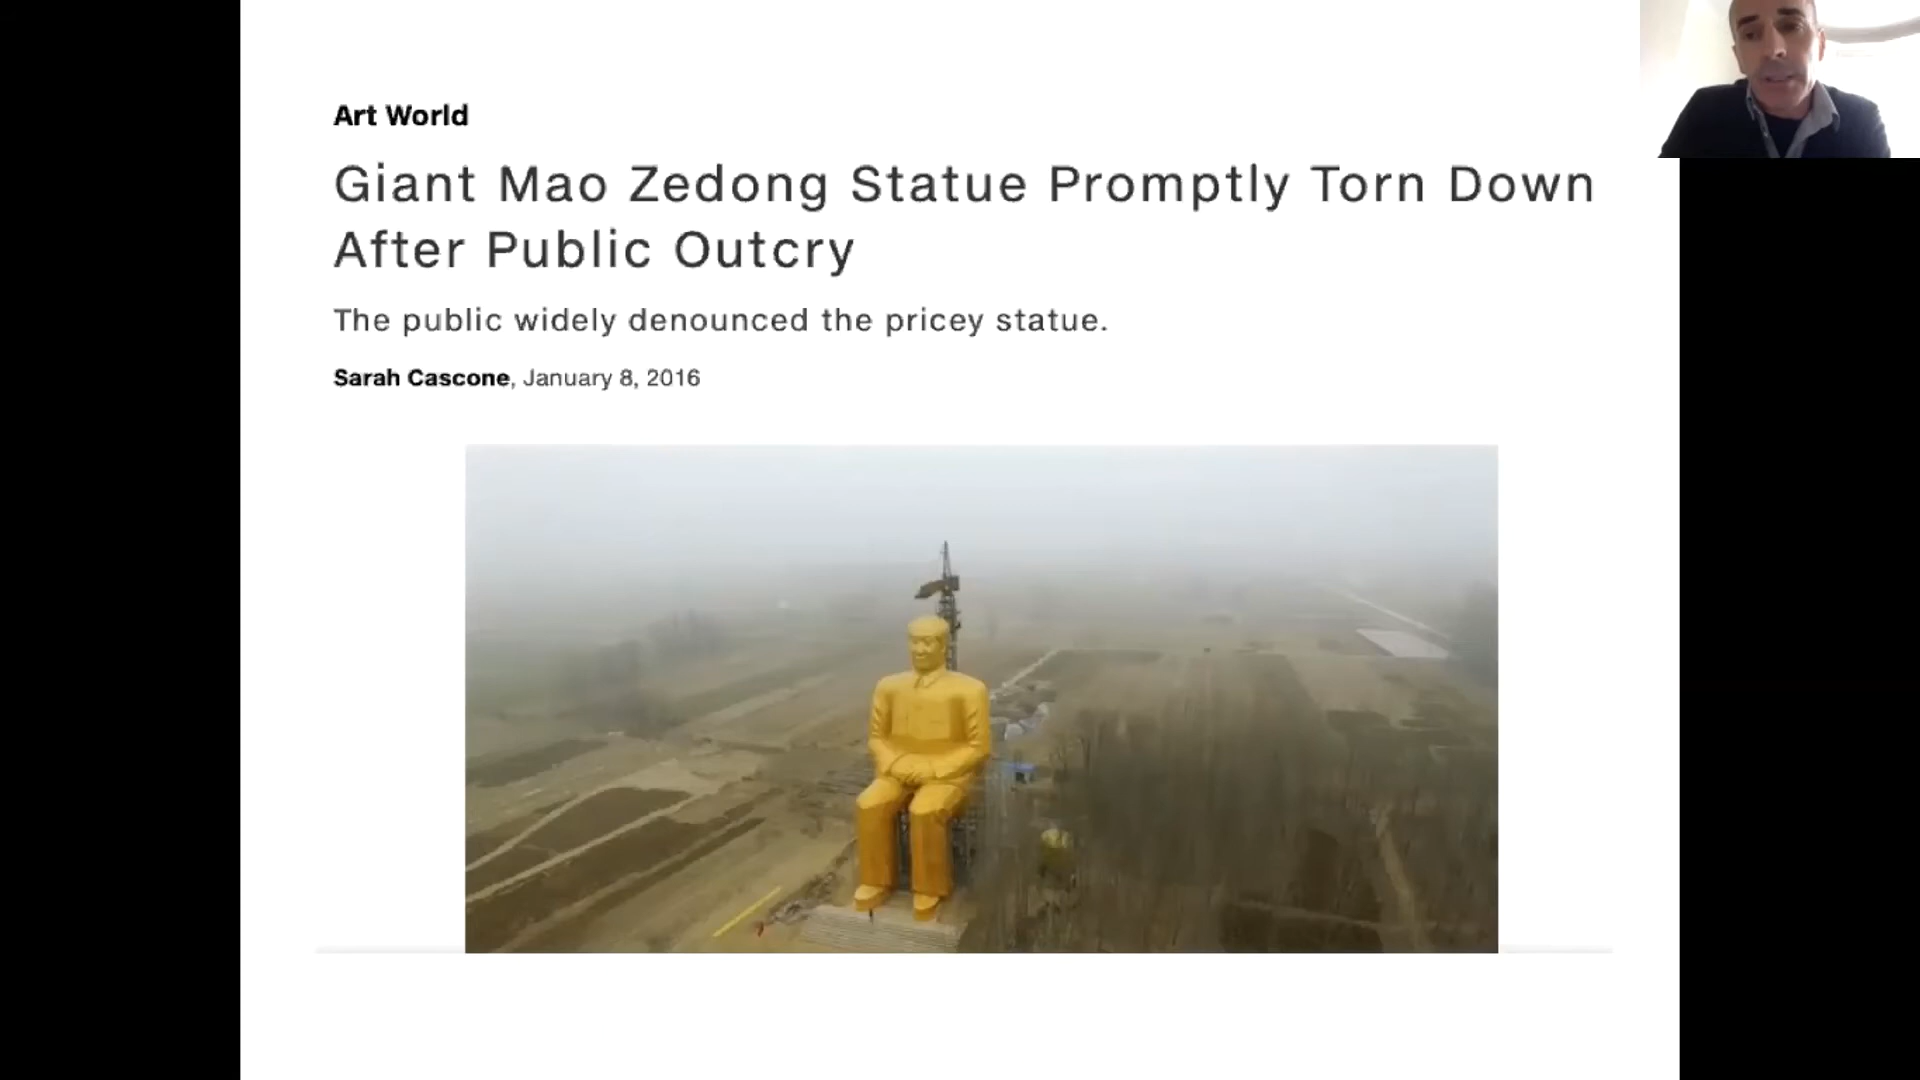 Art World
Giant Mao Zedong Statue Promptly Torn Down
After Public Outcry
The public widely denounced the pricey statue.
Sarah Cascone, January 8, 2016